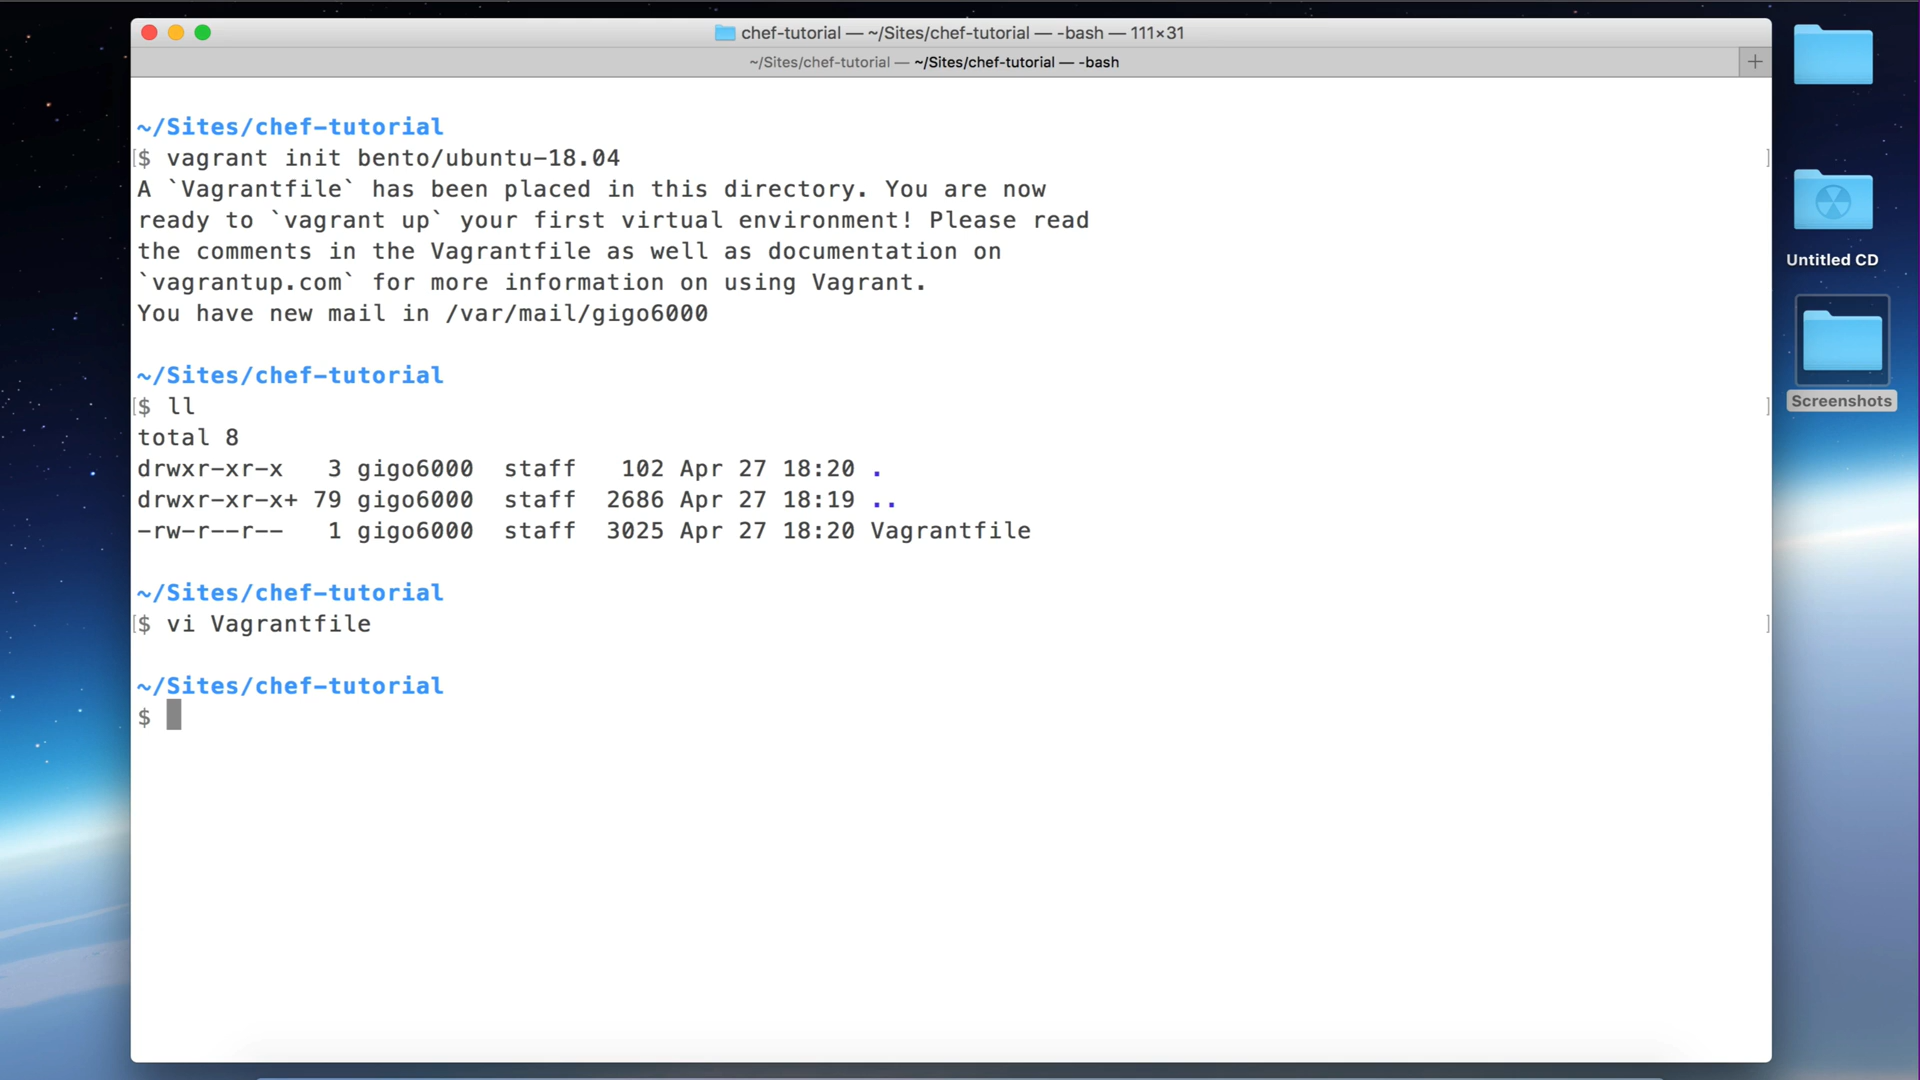 chef-tutorial — ~/Sites/chef-tutorial — -bash — 111×31
~/Sites/chef-tutorial — ~/Sites/chef-tutorial — -bash
~/Sites/chef-tutorial
[$ vagrant init bento/ubuntu-18.04 ]
A `Vagrantfile` has been placed in this directory. You are now
ready to `vagrant up` your first virtual environment! Please read
the comments in the Vagrantfile as well as documentation on
`vagrantup.com` for more information on using Vagrant.
You have new mail in /var/mail/gigo6000
~/Sites/chef-tutorial
[$ ll ]
total 8
drwxr-xr-x   3 gigo6000  staff   102 Apr 27 18:20 .
drwxr-xr-x+ 79 gigo6000  staff  2686 Apr 27 18:19 ..
-rw-r--r--   1 gigo6000  staff  3025 Apr 27 18:20 Vagrantfile
~/Sites/chef-tutorial
[$ vi Vagrantfile ]
~/Sites/chef-tutorial
$
Untitled CD
Screenshots